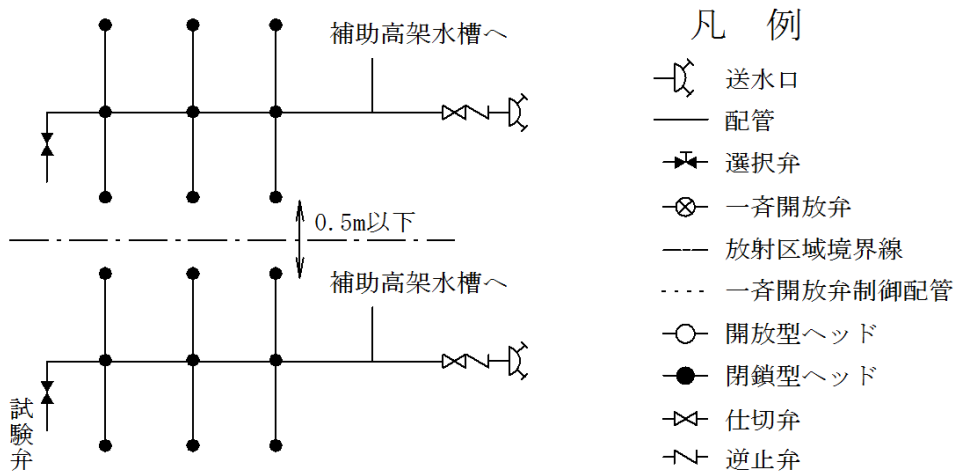 補助高架水槽へ
0.5m以下
補助高架水槽へ
試験弁
凡 例
送水口
配管
選択弁
一斉開放弁
放射区域境界線
一斉開放弁制御配管
開放型ヘッド
閉鎖型ヘッド
仕切弁
逆止弁